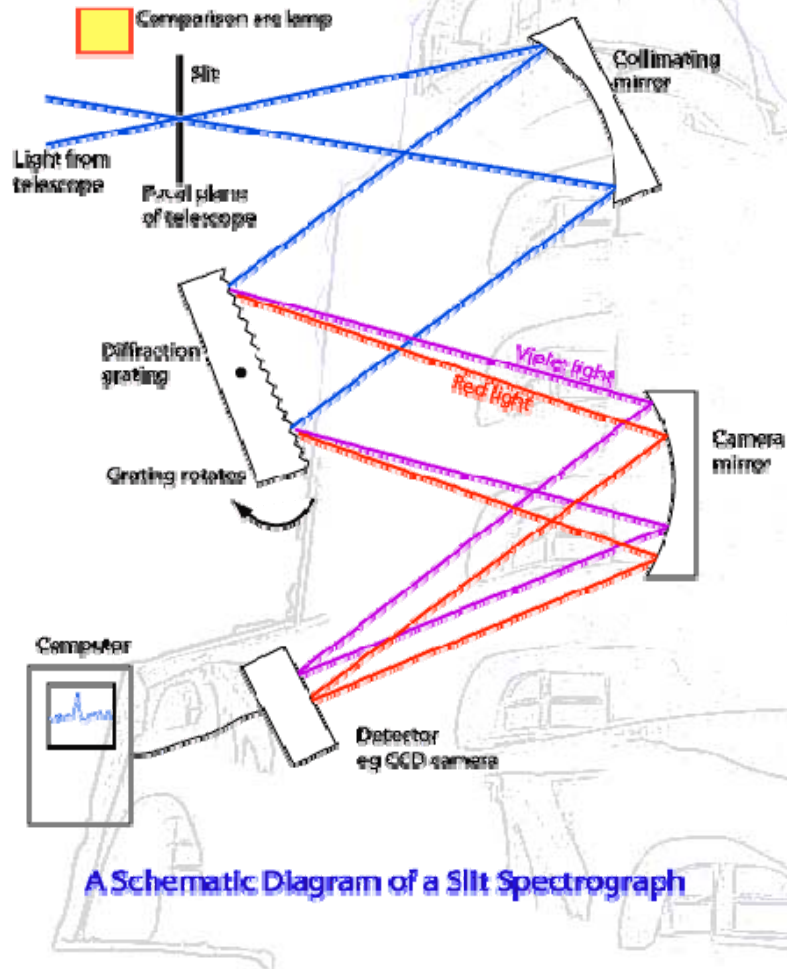 Comparison arc lamp
Slit
Collimating
mirror
Light from
telescope
Focal plane
of telescope
Diffraction
grating
Violet light
Red light
Camera
mirror
Grating rotates
Computer
Detector
eg CCD camera
A Schematic Diagram of a Slit Spectrograph